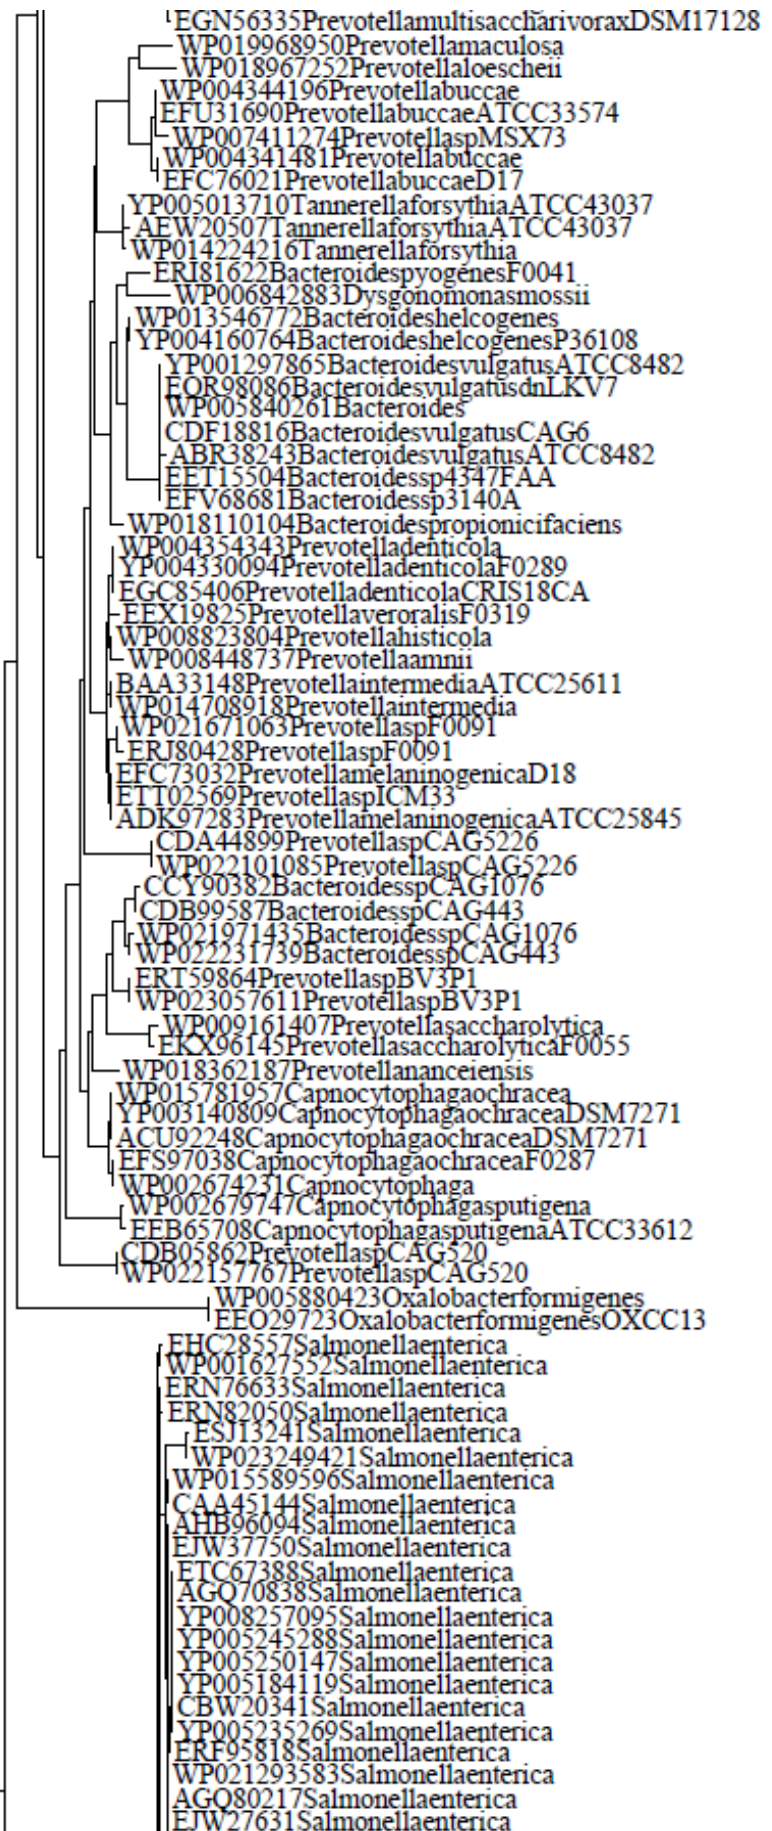 EGN56335PrevotellamultisaccharivoraxDSM17128
WP019968950Prevotellamaculosa
WP018967252Prevotellaloescheii
WP004344196Prevotellabuccae
EFU31690PrevotellabuccaeATCC33574
WP007411274PrevotellaspMSX73
WP004341481Prevotellabuccae
EFC76021PrevotellabuccaeD17
YP005013710TannerellaforsythiaATCC43037
AEW20507TannerellaforsythiaATCC43037
WP014224216Tannerellaforsythia
ERI81622BacteroidespyogenesF0041
WP006842883Dysgonomonasmossii
WP013546772Bacteroideshelcogenes
YP004160764BacteroideshelcogenesP36108
YP001297865BacteroidesvulgatusATCC8482
EOR98086BacteroidesvulgatusdnLKV7
WP005840261Bacteroides
CDF18816BacteroidesvulgatusCAG6
ABR38243BacteroidesvulgatusATCC8482
EET15504Bacteroidessp4347FAA
EFV68681Bacteroidessp3140A
WP018110104Bacteroidespropionicifaciens
WP004354343Prevotelladenticola
YP004330094PrevotelladenticolaF0289
EGC85406PrevotelladenticolaCRIS18CA
EEX19825PrevotellaveroralisF0319
WP008823804Prevotellahisticola
WP008448737Prevotellaamnii
BAA33148PrevotellaintermediaATCC25611
WP014708918Prevotellaintermedia
WP021671063PrevotellaspF0091
ERJ80428PrevotellaspF0091
EFC73032PrevotellamelaninogenicaD18
ETT02569PrevotellaspICM33
ADK97283PrevotellamelaninogenicaATCC25845
CDA44899PrevotellaspCAG5226
WP022101085PrevotellaspCAG5226
CCY90382BacteroidesspCAG1076
CDB99587BacteroidesspCAG443
WP021971435BacteroidesspCAG1076
WP022231739BacteroidesspCAG443
ERT59864PrevotellaspBV3P1
WP023057611PrevotellaspBV3P1
WP009161407Prevotellasaccharolytica
EKX96145PrevotellasaccharolyticaF0055
WP018362187Prevotellananceiensis
WP015781957Capnocytophagaochracea
YP003140809CapnocytophagaochraceaDSM7271
ACU92248CapnocytophagaochraceaDSM7271
EFS97038CapnocytophagaochraceaF0287
WP002674231Capnocytophaga
WP002679747Capnocytophagasputigena
EEB65708CapnocytophagasputigenaATCC33612
CDB05862PrevotellaspCAG520
WP022157767PrevotellaspCAG520
WP005880423Oxalobacterformigenes
EEO29723OxalobacterformigenesOXCC13
EHC28557Salmonellaenterica
WP001627552Salmonellaenterica
ERN76633Salmonellaenterica
ERN82050Salmonellaenterica
ESJ13241Salmonellaenterica
WP023249421Salmonellaenterica
WP015589596Salmonellaenterica
CAA45144Salmonellaenterica
AHB96094Salmonellaenterica
EJW37750Salmonellaenterica
ETC67388Salmonellaenterica
AGQ70838Salmonellaenterica
YP008257095Salmonellaenterica
YP005245288Salmonellaenterica
YP005250147Salmonellaenterica
YP005184119Salmonellaenterica
CBW20341Salmonellaenterica
YP005235269Salmonellaenterica
ERF95818Salmonellaenterica
WP021293583Salmonellaenterica
AGQ80217Salmonellaenterica
EJW27631Salmonellaenterica